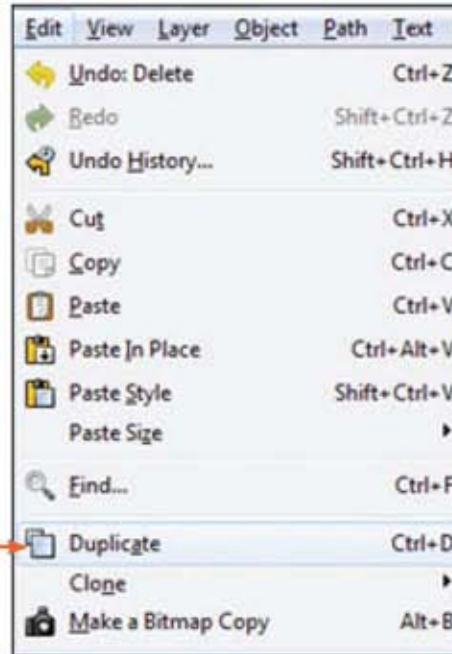 Edit View Layer Object Path Text
Undo: Delete Ctrl+Z
Redo Shift+Ctrl+Z
Undo History... Shift+Ctrl+H
Cut Ctrl+X
Copy Ctrl+C
Paste Ctrl+V
Paste In Place Ctrl+Alt+V
Paste Style Shift+Ctrl+V
Paste Size
Find... Ctrl+F
Duplicate Ctrl+D
Clone
Make a Bitmap Copy Alt+B